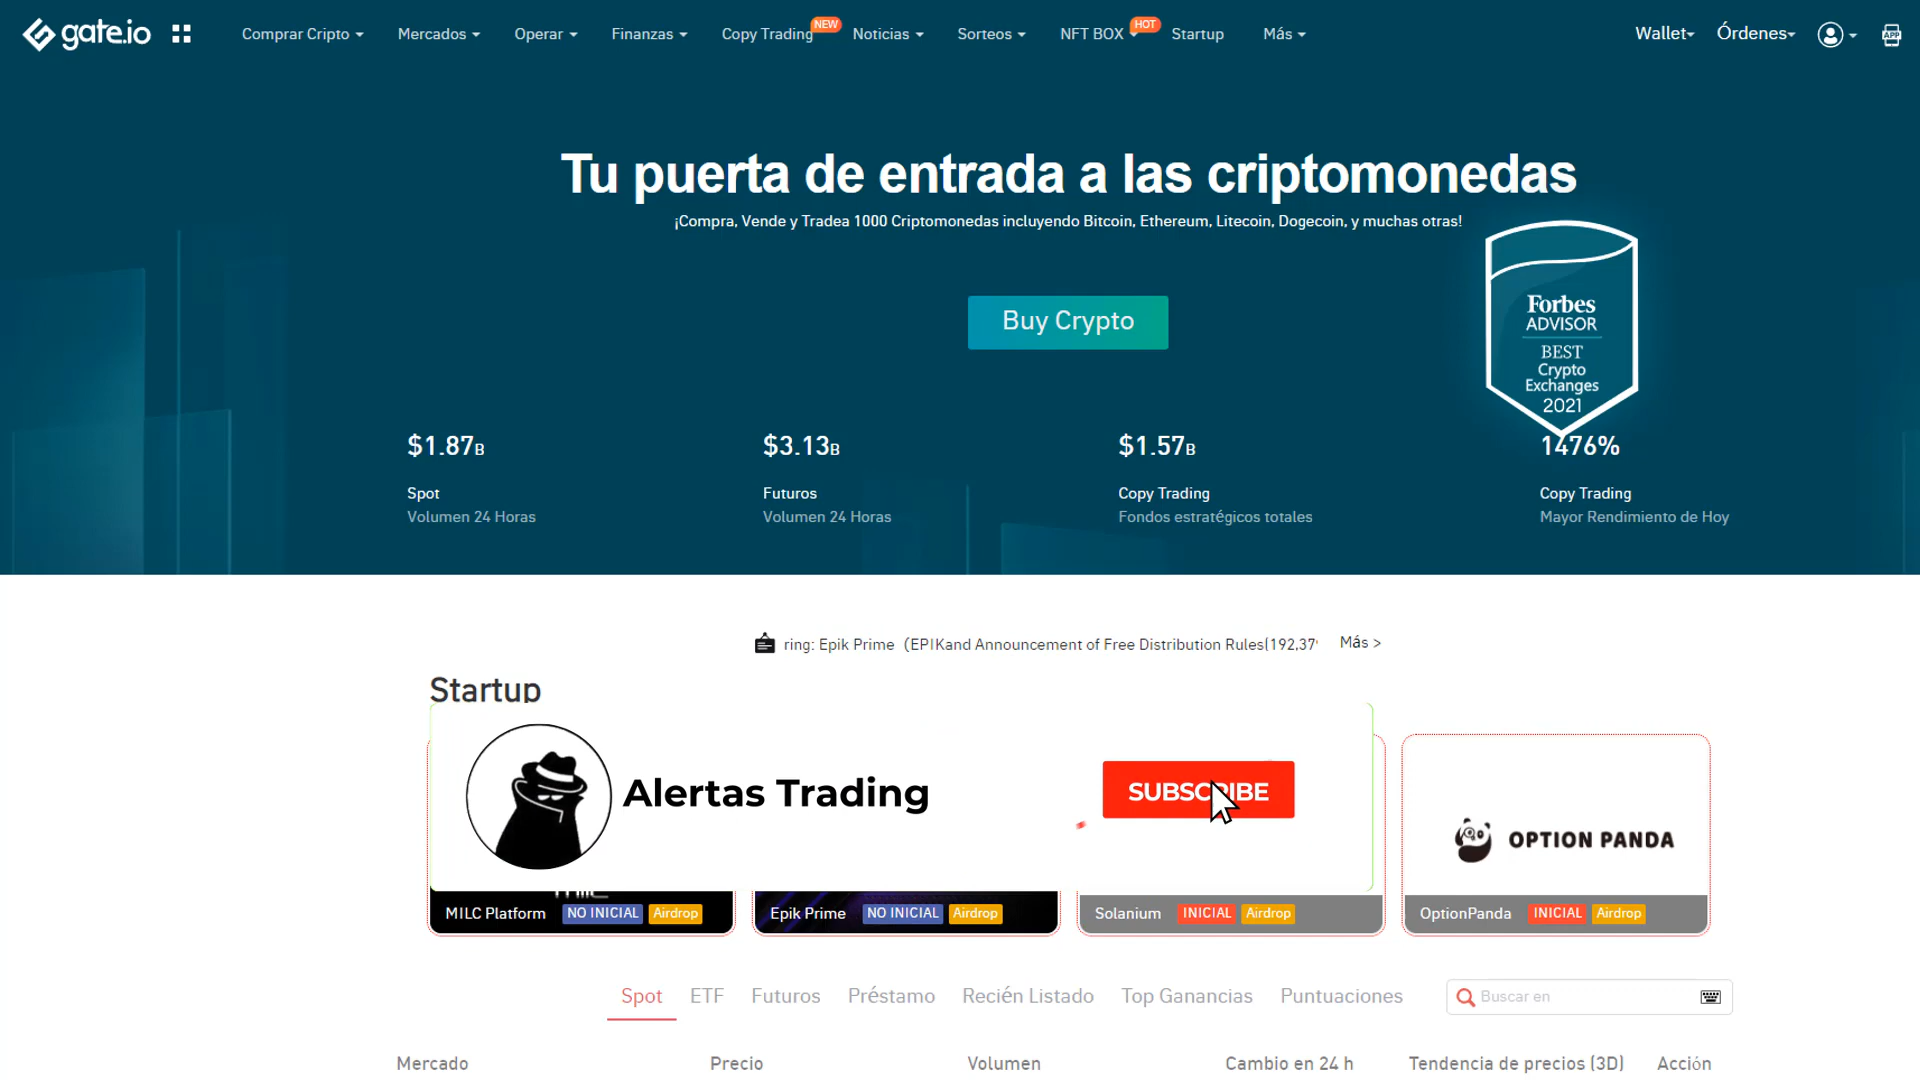 gate.io
Comprar Cripto
Mercados
Operar
Finanzas
Copy Trading
NEW
Noticias
Sorteos
NFT BOX
HOT
Startup
Más
Wallet
Órdenes
APP
Tu puerta de entrada a las criptomonedas
¡Compra, Vende y Tradea 1000 Criptomonedas incluyendo Bitcoin, Ethereum, Litecoin, Dogecoin, y muchas otras!
Buy Crypto
Forbes
ADVISOR
BEST
Crypto
Exchanges
2021
$1.87B
Spot
Volumen 24 Horas
$3.13B
Futuros
Volumen 24 Horas
$1.57B
Copy Trading
Fondos estratégicos totales
1476%
Copy Trading
Mayor Rendimiento de Hoy
ring: Epik Prime (EPIKand Announcement of Free Distribution Rules(192,37
Más >
Startup
Alertas Trading
SUBSCRIBE
OPTION PANDA
MILC Platform NO INICIAL Airdrop
Epik Prime NO INICIAL Airdrop
Solanium INICIAL Airdrop
OptionPanda INICIAL Airdrop
Spot
ETF
Futuros
Préstamo
Recién Listado
Top Ganancias
Puntuaciones
Buscar en
Mercado
Precio
Volumen
Cambio en 24 h
Tendencia de precios (3D)
Acción